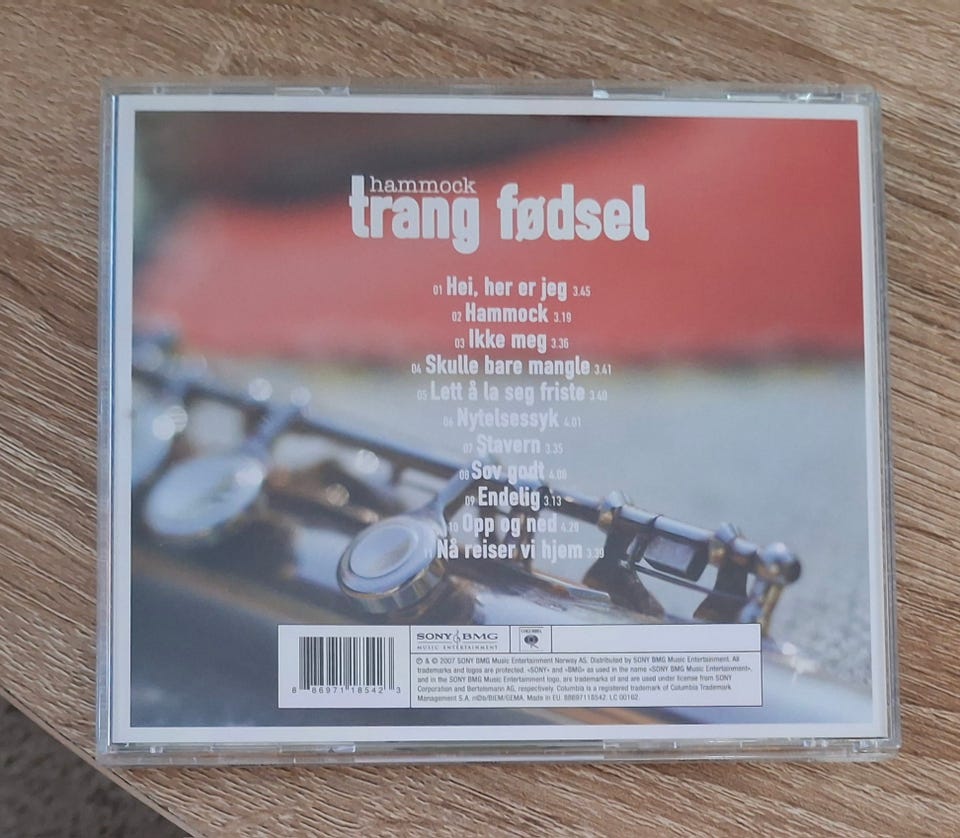 hammock
trang fødsel
01 Hei, her er jeg 3.45
02 Hammock 3.19
03 Ikke meg 3.36
04 Skulle bare mangle 3.41
05 Lett å la seg friste 3.40
06 Nytelsessyk 4.01
07 Stavern 3.35
08 Sov godt 4.06
09 Endelig 3.13
10 Opp og ned 4.20
11 Nå reiser vi hjem 3.39
SONY BMG
MUSIC ENTERTAINMENT
COLUMBIA
8 86971 18542 3
℗ & © 2007 SONY BMG Music Entertainment Norway AS. Distributed by SONY BMG Music Entertainment. All
trademarks and logos are protected. «SONY» and «BMG» as used in the name «SONY BMG Music Entertainment»,
and in the SONY BMG Music Entertainment logo, are trademarks of and are used under license from SONY
Corporation and Bertelsmann AG, respectively. Columbia is a registered trademark of Columbia Trademark
Management S.A. nCb/BIEM/GEMA. Made in EU. 88697118542. LC 00162.